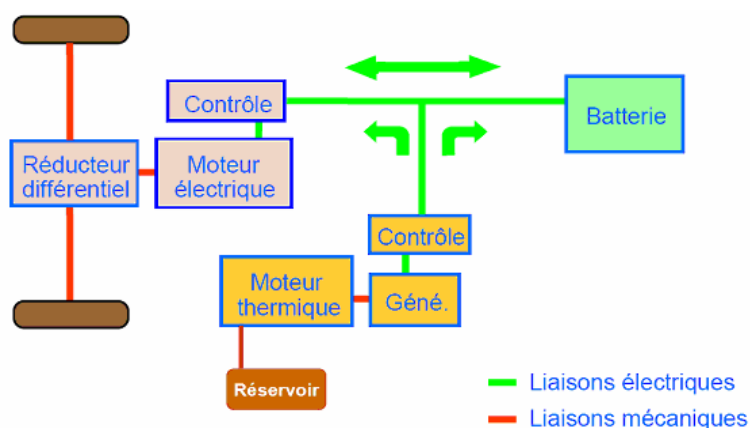 Contrôle
Batterie
Réducteur
différentiel
Moteur
électrique
Contrôle
Moteur
thermique
Géné.
Réservoir
Liaisons électriques
Liaisons mécaniques